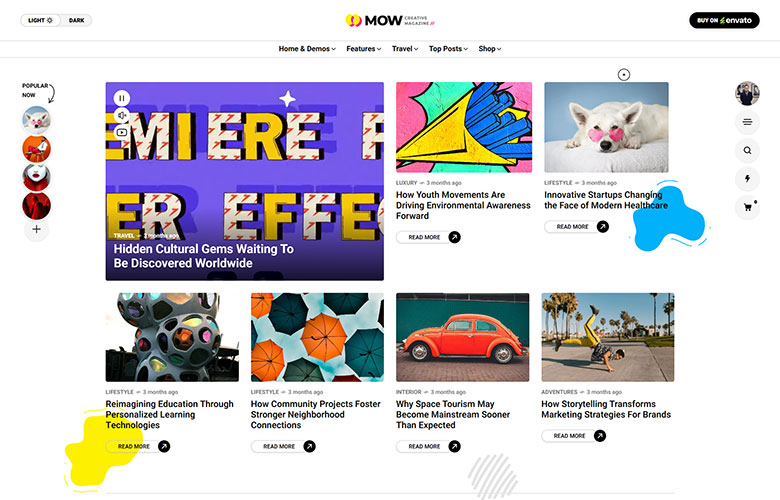 LIGHT
DARK
MOW CREATIVE
MAGAZINE //
BUY ON envato
Home & Demos
Features
Travel
Top Posts
Shop
POPULAR
NOW
EMIERE
ER EFFEC
TRAVEL — 3 months ago
Hidden Cultural Gems Waiting To
Be Discovered Worldwide
LUXURY — 3 months ago
How Youth Movements Are
Driving Environmental Awareness
Forward
READ MORE
LIFESTYLE — 3 months ago
Innovative Startups Changing
the Face of Modern Healthcare
READ MORE
0
LIFESTYLE — 3 months ago
Reimagining Education Through
Personalized Learning
Technologies
READ MORE
LIFESTYLE — 3 months ago
How Community Projects Foster
Stronger Neighborhood
Connections
READ MORE
INTERIOR — 3 months ago
Why Space Tourism May
Become Mainstream Sooner
Than Expected
READ MORE
ADVENTURES — 3 months ago
How Storytelling Transforms
Marketing Strategies For Brands
READ MORE